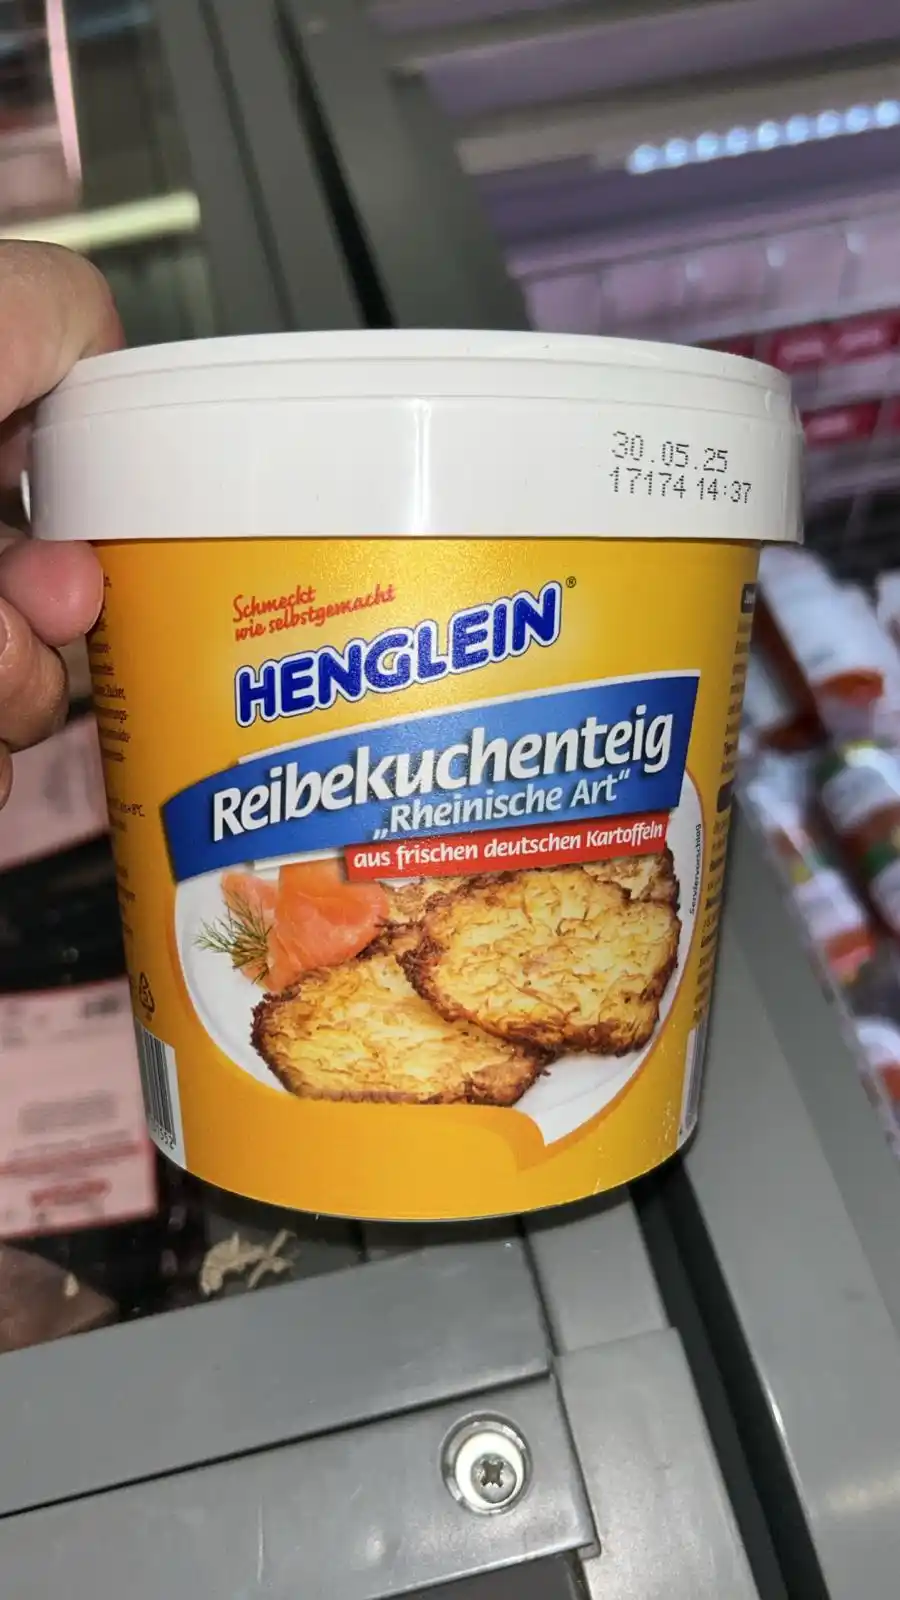 30.05.25
17174 14:37
Schmeckt
wie selbstgemacht
HENGLEIN®
Reibekuchenteig
„Rheinische Art“
aus frischen deutschen Kartoffeln
Serviervorschlag